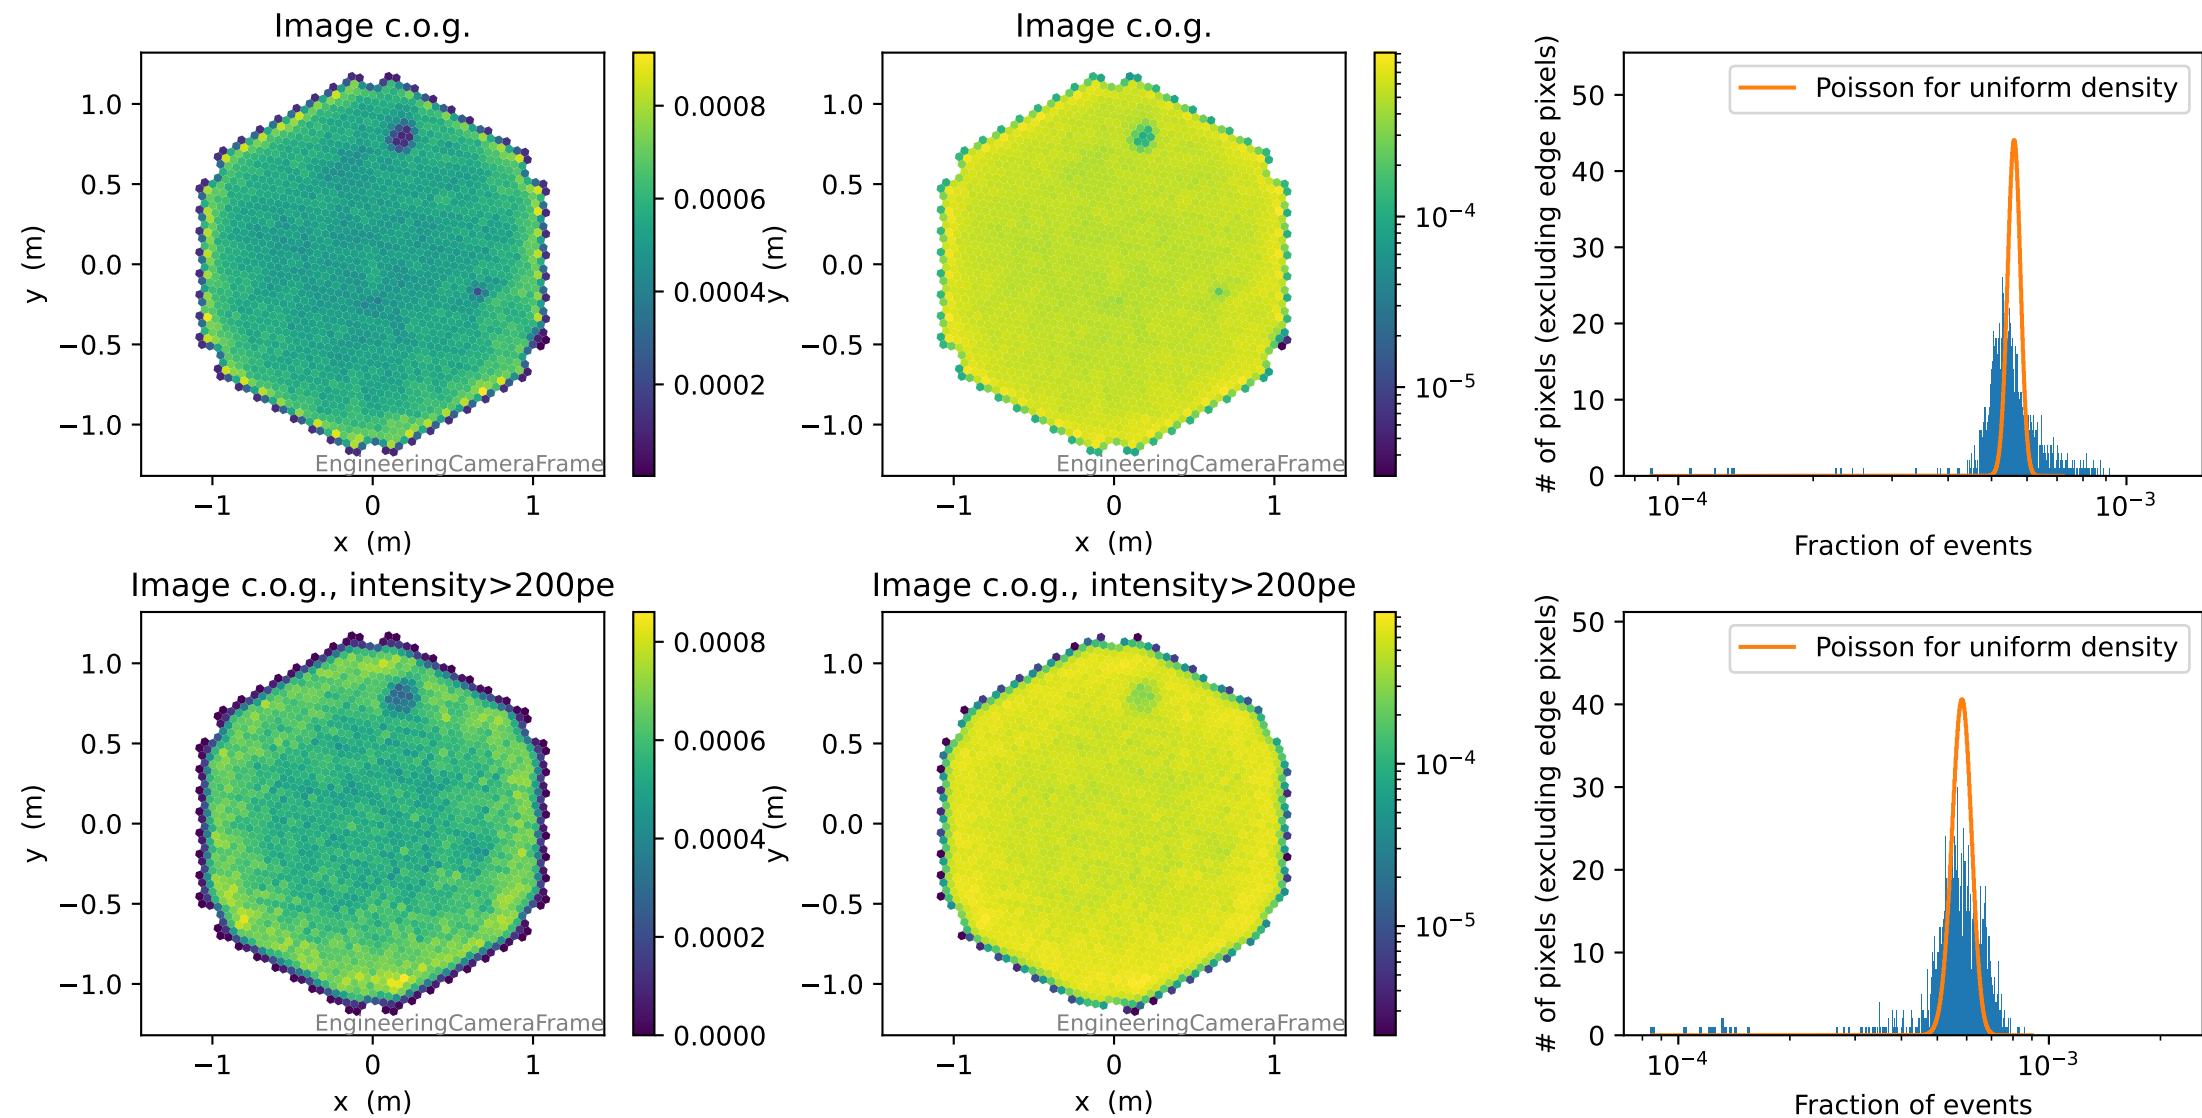 Image c.o.g.
1.0
0.5
0.0
−0.5
−1.0
y (m)
−1
0
1
x (m)
EngineeringCameraFrame
0.0008
0.0006
0.0004
0.0002
Image c.o.g.
1.0
0.5
0.0
−0.5
−1.0
y (m)
−1
0
1
x (m)
EngineeringCameraFrame
10−4
10−5
# of pixels (excluding edge pixels)
50
40
30
20
10
0
Poisson for uniform density
10−4
10−3
Fraction of events
Image c.o.g., intensity>200pe
1.0
0.5
0.0
−0.5
−1.0
y (m)
−1
0
1
x (m)
EngineeringCameraFrame
0.0008
0.0006
0.0004
0.0002
0.0000
Image c.o.g., intensity>200pe
1.0
0.5
0.0
−0.5
−1.0
y (m)
−1
0
1
x (m)
EngineeringCameraFrame
10−4
10−5
# of pixels (excluding edge pixels)
50
40
30
20
10
0
Poisson for uniform density
10−4
10−3
Fraction of events